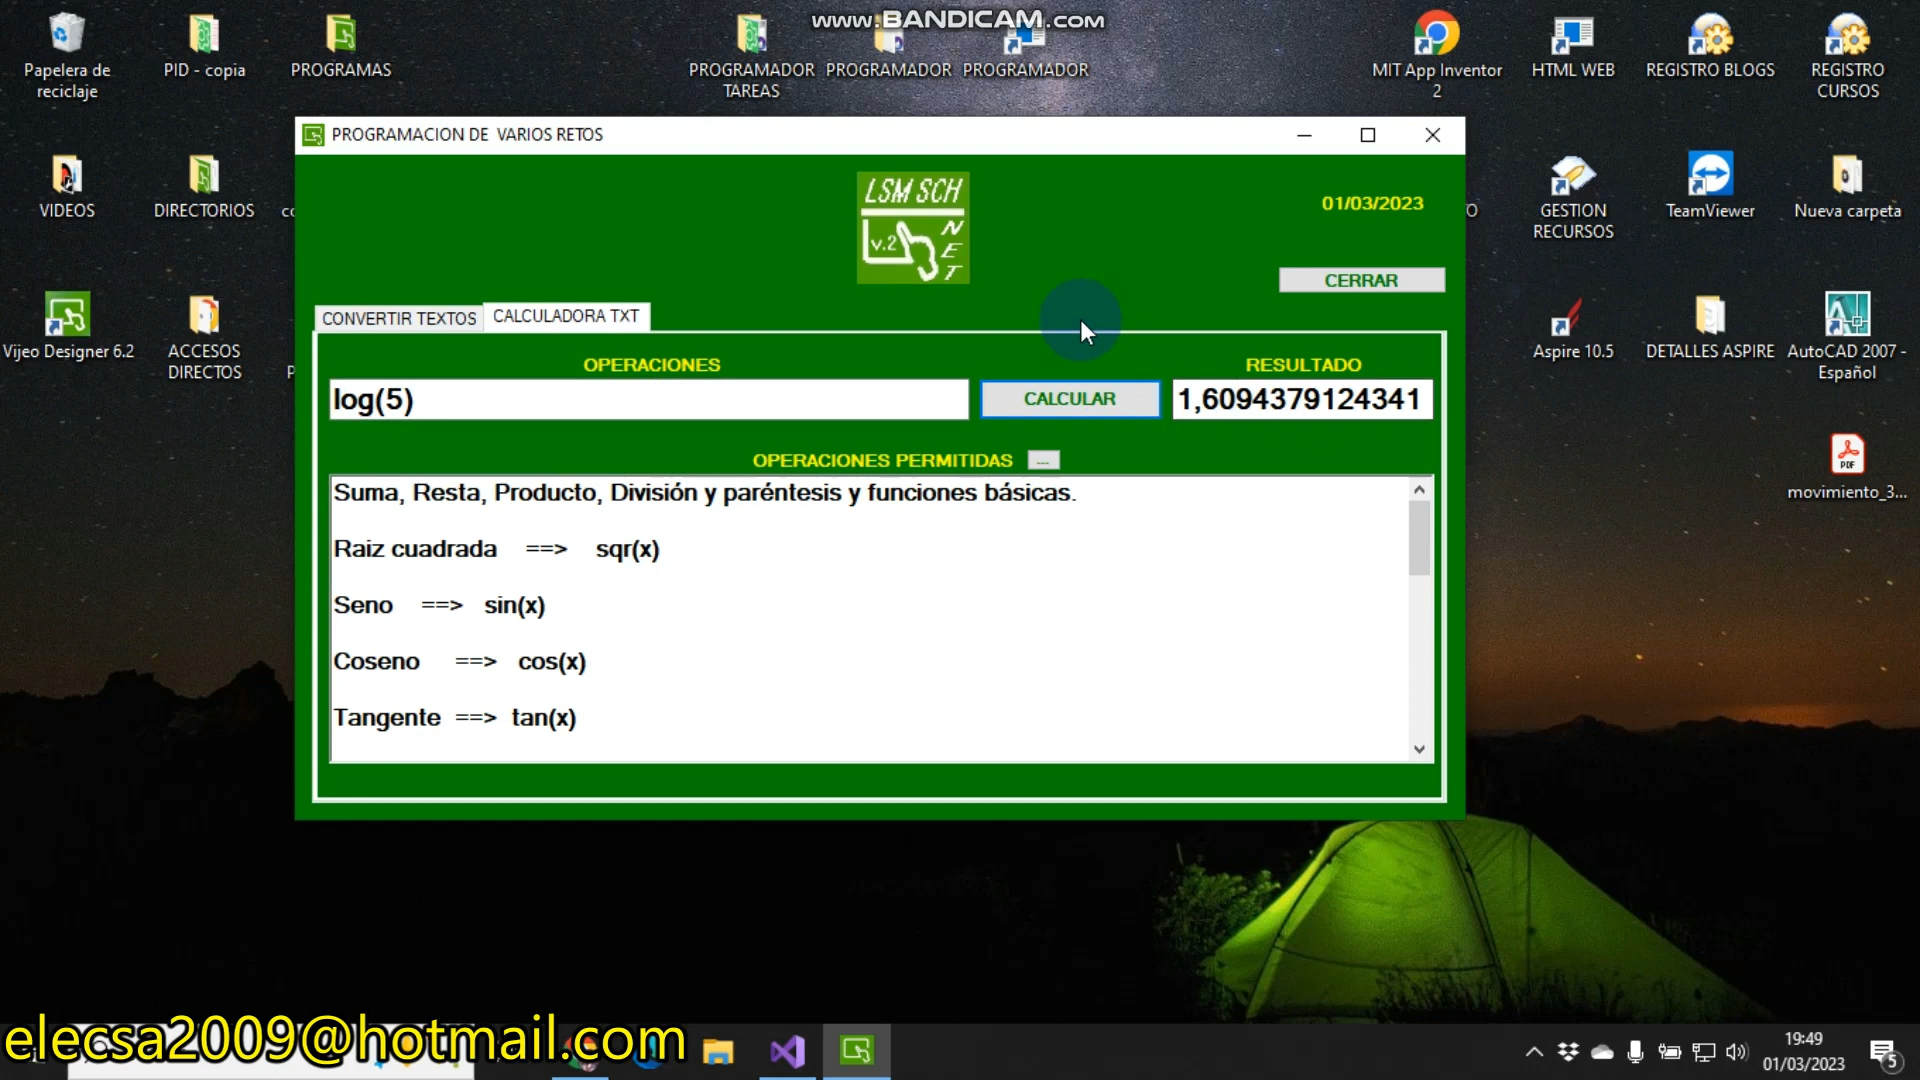 www.BANDICAM.com
Papelera de
reciclaje
PID - copia
PROGRAMAS
PROGRAMADOR
TAREAS
PROGRAMADOR
PROGRAMADOR
MIT App Inventor
2
HTML WEB
REGISTRO BLOGS
REGISTRO
CURSOS
PROGRAMACION DE VARIOS RETOS
VIDEOS
DIRECTORIOS
LSM SCH
v.2
NET
01/03/2023
GESTION
RECURSOS
TeamViewer
Nueva carpeta
CERRAR
CONVERTIR TEXTOS
CALCULADORA TXT
Vijeo Designer 6.2
ACCESOS
DIRECTOS
Aspire 10.5
DETALLES ASPIRE
AutoCAD 2007 -
Español
OPERACIONES
RESULTADO
log(5)
CALCULAR
1,6094379124341
OPERACIONES PERMITIDAS
...
Suma, Resta, Producto, División y paréntesis y funciones básicas.
Raiz cuadrada ==> sqr(x)
Seno ==> sin(x)
Coseno ==> cos(x)
Tangente ==> tan(x)
PDF
movimiento_3...
elecsa2009@hotmail.com
19:49
01/03/2023
5